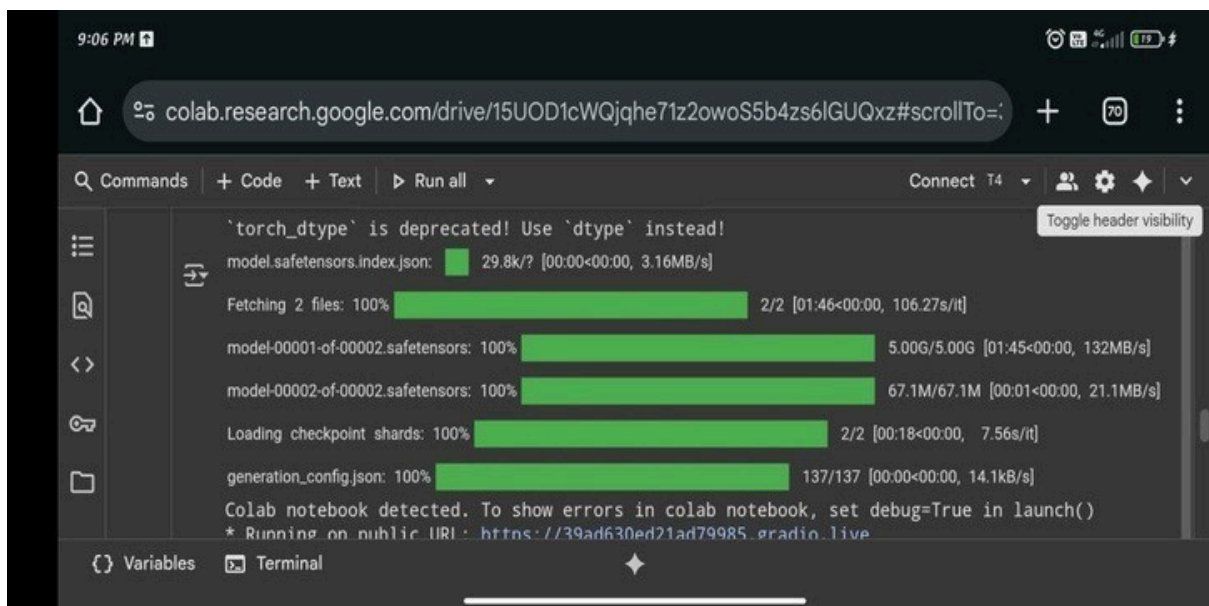 9:06 PM
4G 19
colab.research.google.com/drive/15UOD1cWQjqhe71z2owoS5b4zs6lGUQxz#scrollTo=
70
Commands + Code + Text Run all Connect T4
Toggle header visibility
`torch_dtype` is deprecated! Use `dtype` instead!
model.safetensors.index.json: 29.8k/? [00:00<00:00, 3.16MB/s]
Fetching 2 files: 100% 2/2 [01:46<00:00, 106.27s/it]
model-00001-of-00002.safetensors: 100% 5.00G/5.00G [01:45<00:00, 132MB/s]
model-00002-of-00002.safetensors: 100% 67.1M/67.1M [00:01<00:00, 21.1MB/s]
Loading checkpoint shards: 100% 2/2 [00:18<00:00, 7.56s/it]
generation_config.json: 100% 137/137 [00:00<00:00, 14.1kB/s]
Colab notebook detected. To show errors in colab notebook, set debug=True in launch()
* Running on public URL: https://39ad630ed21ad79985.gradio.live
{} Variables Terminal